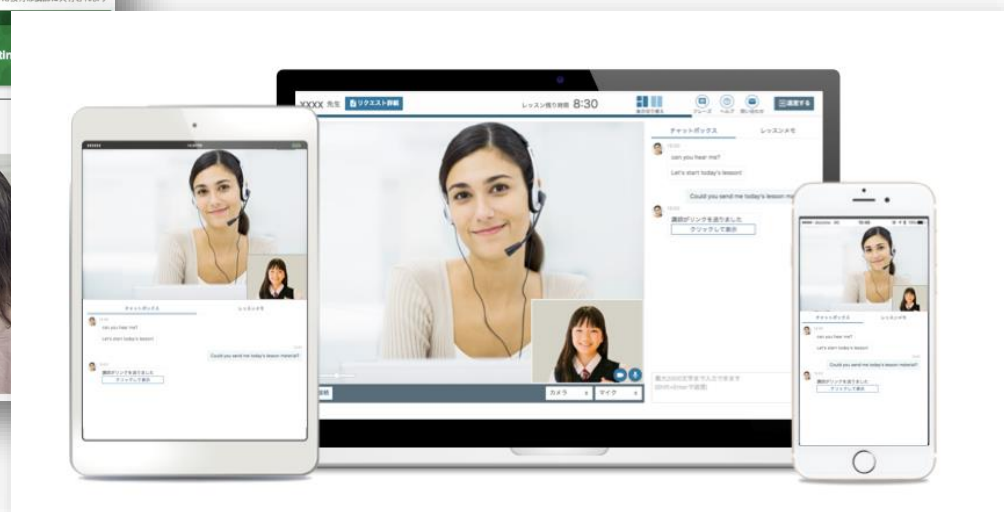 tin
XXXX 先生
リクエスト詳細
レッスン残り時間 8:30
ヘルプ
退席する
チャットボックス
レッスンメモ
can you hear me?
Let's start today's lesson!
Could you send me today's lesson ma
講師がリンクを送りました
クリックして表示
カメラ
マイク
チャットボックス
レッスンメモ
can you hear me?
Let's start today's lesson!
Could you send me today's lesson material?
講師がリンクを送りました
クリックして表示
チャットボックス
レッスンメモ
can you hear me?
Let's start today's lesson!
Could you send me today's lesson material?
講師がリンクを送りました
クリックして表示